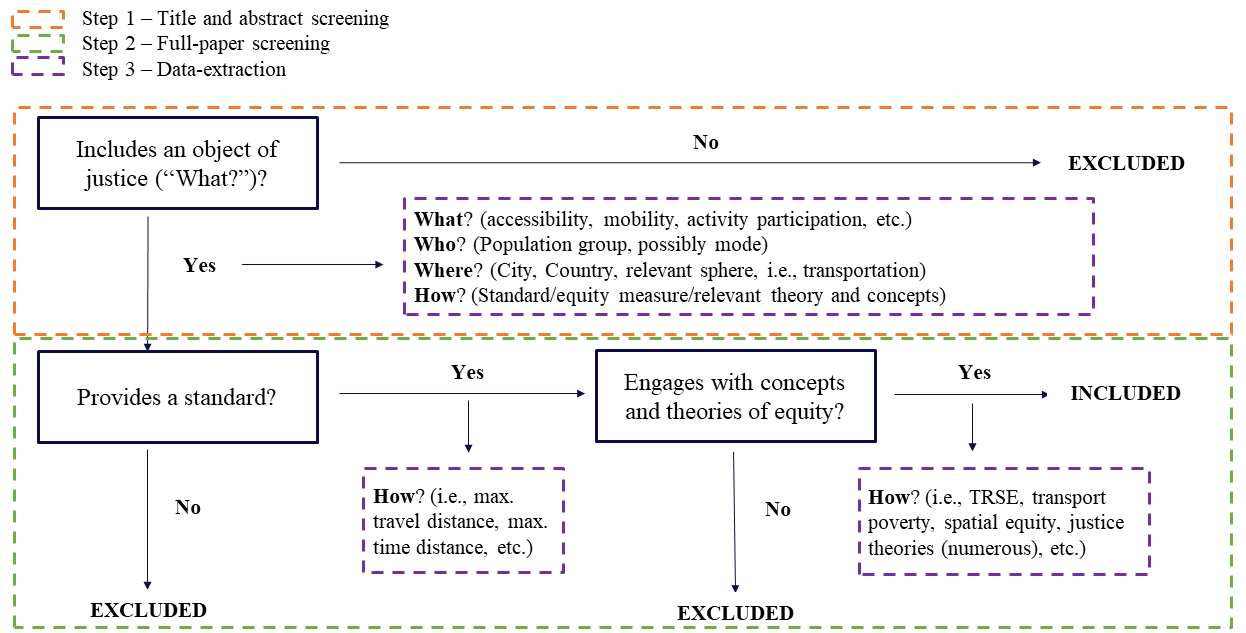 Step 1 – Title and abstract screening
Step 2 – Full-paper screening
Step 3 – Data-extraction
Includes an object of
justice (“What?”)?
No
EXCLUDED
Yes
What? (accessibility, mobility, activity participation, etc.)
Who? (Population group, possibly mode)
Where? (City, Country, relevant sphere, i.e., transportation)
How? (Standard/equity measure/relevant theory and concepts)
Provides a standard?
Yes
Engages with concepts
and theories of equity?
Yes
INCLUDED
No
How? (i.e., max.
travel distance, max.
time distance, etc.)
No
How? (i.e., TRSE, transport
poverty, spatial equity, justice
theories (numerous), etc.)
EXCLUDED
EXCLUDED